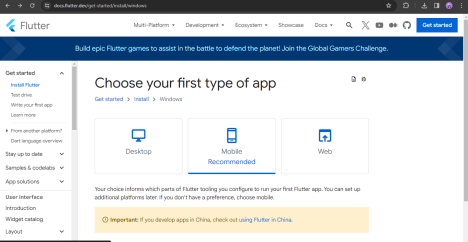 docs.flutter.dev/get-started/install/windows
Flutter
Multi-Platform
Development
Ecosystem
Showcase
Docs
Get started
Build epic Flutter games to assist in the battle to defend the planet! Join the Global Gamers Challenge.
Get started
Install Flutter
Test drive
Write your first app
Learn more
From another platform?
Dart language overview
Stay up to date
Samples & codelabs
App solutions
User interface
Introduction
Widget catalog
Layout
Choose your first type of app
Get started > Install > Windows
Desktop
Mobile
Recommended
Web
Your choice informs which parts of Flutter tooling you configure to run your first Flutter app. You can set up
additional platforms later. If you don't have a preference, choose mobile.
Important: If you develop apps in China, check out using Flutter in China.